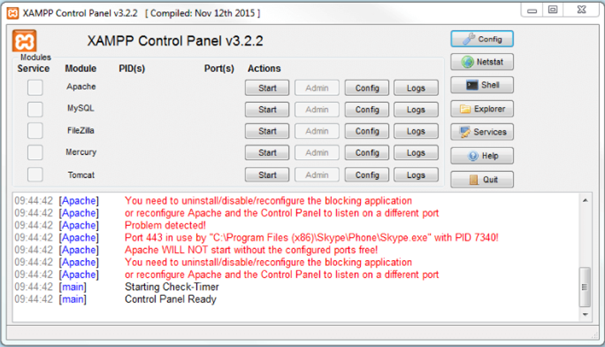 XAMPP Control Panel v3.2.2 [ Compiled: Nov 12th 2015 ]
XAMPP Control Panel v3.2.2
Config
Modules
Service Module PID(s) Port(s) Actions
Netstat
Apache Start Admin Config Logs
Shell
MySQL Start Admin Config Logs
Explorer
FileZilla Start Admin Config Logs
Services
Mercury Start Admin Config Logs
Help
Tomcat Start Admin Config Logs
Quit
09:44:42 [Apache] You need to uninstall/disable/reconfigure the blocking application
09:44:42 [Apache] or reconfigure Apache and the Control Panel to listen on a different port
09:44:42 [Apache] Problem detected!
09:44:42 [Apache] Port 443 in use by "C:\Program Files (x86)\Skype\Phone\Skype.exe" with PID 7340!
09:44:42 [Apache] Apache WILL NOT start without the configured ports free!
09:44:42 [Apache] You need to uninstall/disable/reconfigure the blocking application
09:44:42 [Apache] or reconfigure Apache and the Control Panel to listen on a different port
09:44:42 [main] Starting Check-Timer
09:44:42 [main] Control Panel Ready